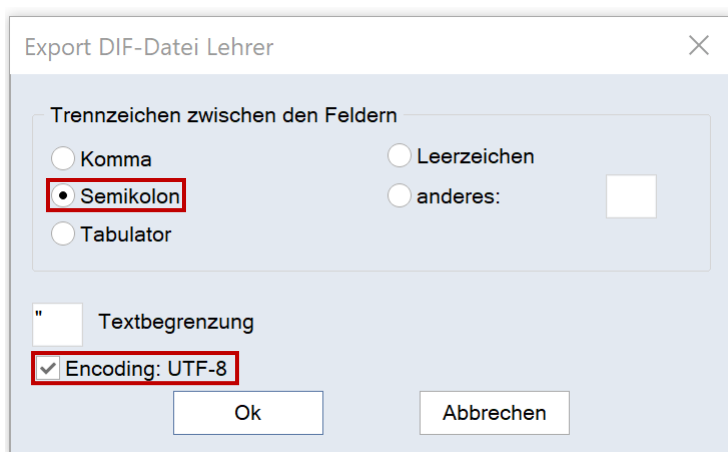 Export DIF-Datei Lehrer
Trennzeichen zwischen den Feldern
Komma
Leerzeichen
Semikolon
anderes:
Tabulator
" Textbegrenzung
Encoding: UTF-8
Ok
Abbrechen